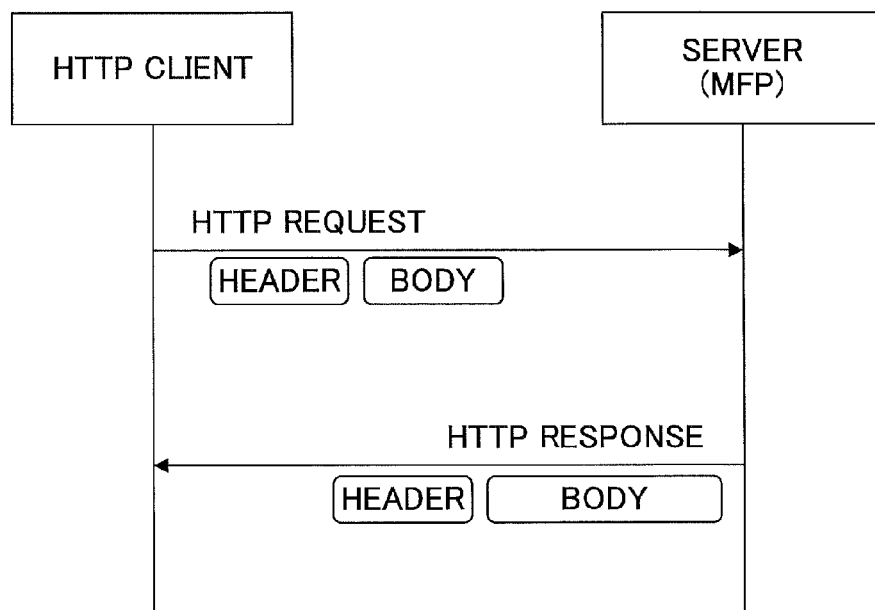 HTTP CLIENT
SERVER
(MFP)
HTTP REQUEST
HEADER BODY
HTTP RESPONSE
HEADER BODY